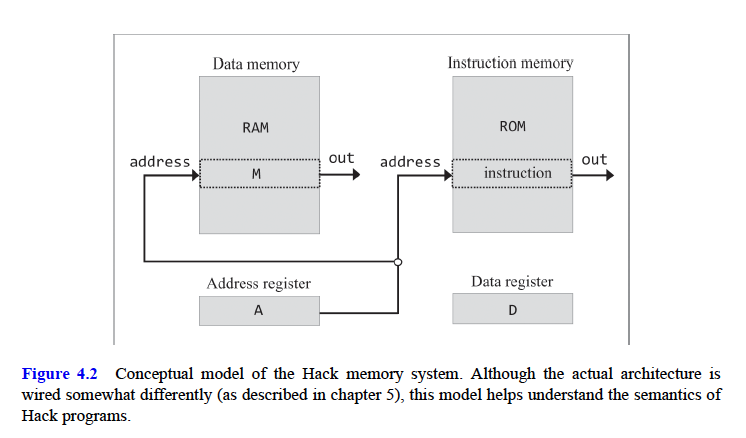 Data memory
Instruction memory
RAM
ROM
address
out
address
out
M
instruction
Address register
Data register
A
D
Figure 4.2 Conceptual model of the Hack memory system. Although the actual architecture is
wired somewhat differently (as described in chapter 5), this model helps understand the semantics of
Hack programs.